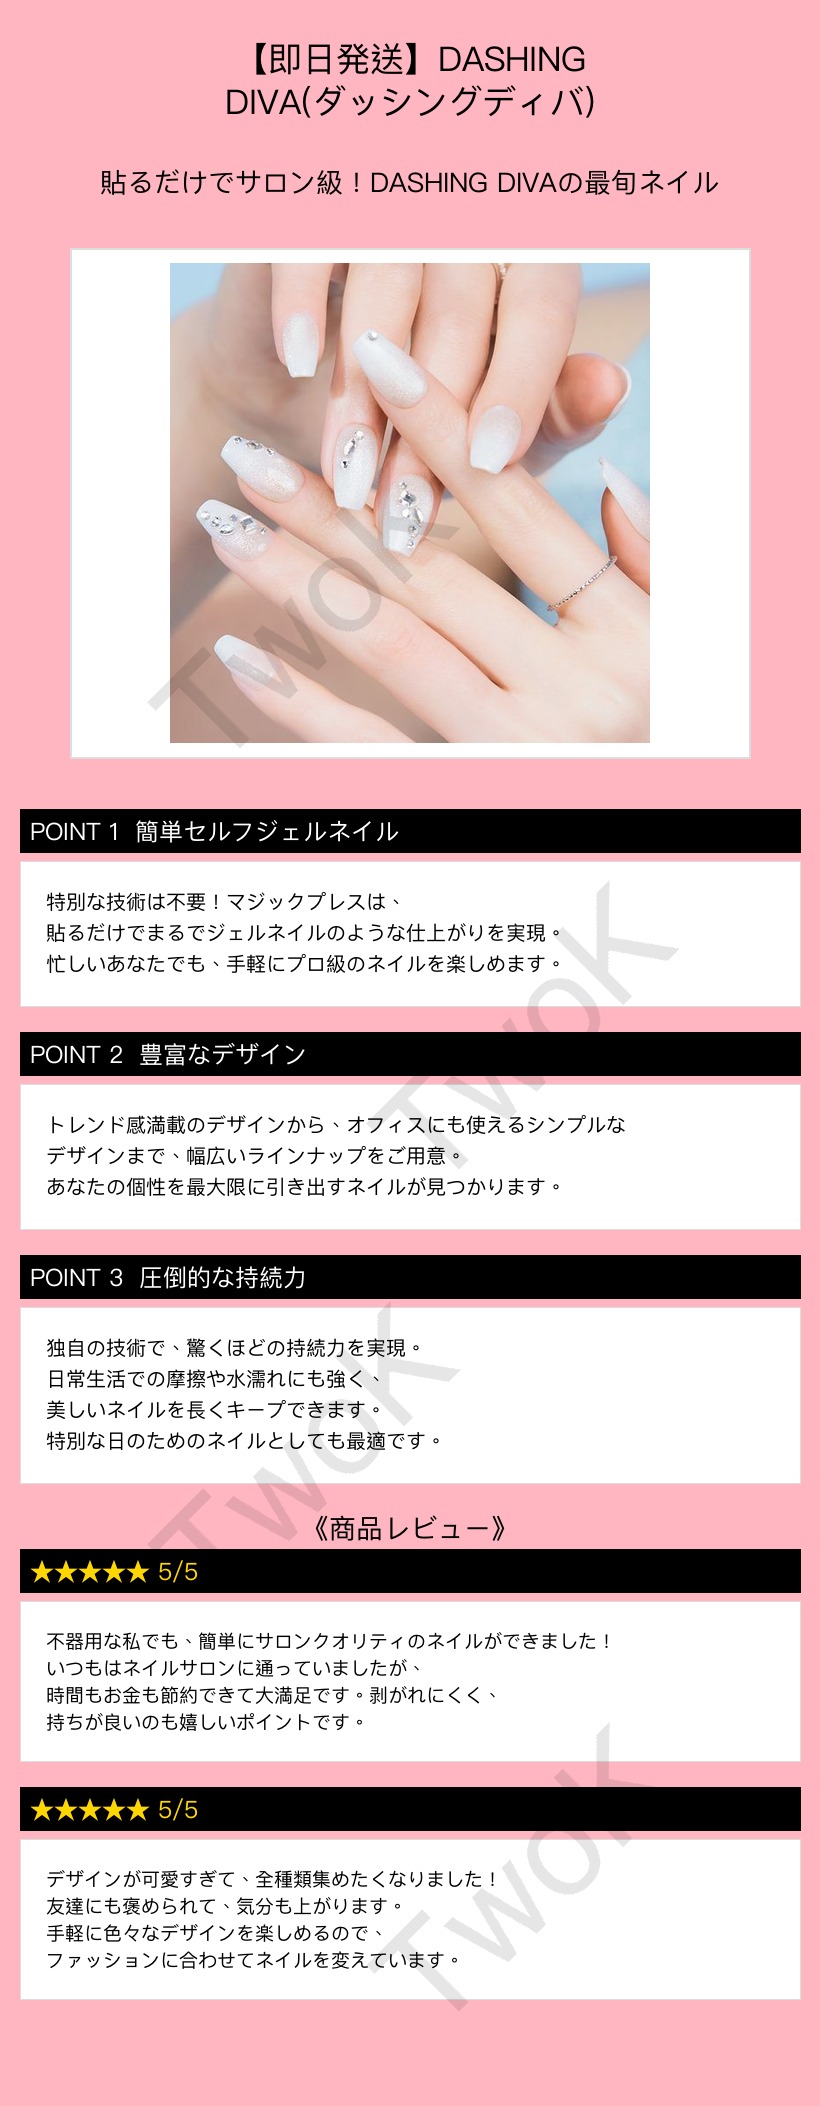 【即日発送】DASHING
DIVA(ダッシングディバ)
貼るだけでサロン級！DASHING DIVAの最旬ネイル
TwoK
POINT 1 簡単セルフジェルネイル
特別な技術は不要！マジックプレスは、
貼るだけでまるでジェルネイルのような仕上がりを実現。
忙しいあなたでも、手軽にプロ級のネイルを楽しめます。
TwoK
POINT 2 豊富なデザイン
トレンド感満載のデザインから、オフィスにも使えるシンプルな
デザインまで、幅広いラインナップをご用意。
あなたの個性を最大限に引き出すネイルが見つかります。
POINT 3 圧倒的な持続力
独自の技術で、驚くほどの持続力を実現。
日常生活での摩擦や水濡れにも強く、
美しいネイルを長くキープできます。
特別な日のためのネイルとしても最適です。
TwoK
《商品レビュー》
★★★★★ 5/5
不器用な私でも、簡単にサロンクオリティのネイルができました！
いつもはネイルサロンに通っていましたが、
時間もお金も節約できて大満足です。剥がれにくく、
持ちが良いのも嬉しいポイントです。
★★★★★ 5/5
デザインが可愛すぎて、全種類集めたくなりました！
友達にも褒められて、気分も上がります。
手軽に色々なデザインを楽しめるので、
ファッションに合わせてネイルを変えています。
TwoK